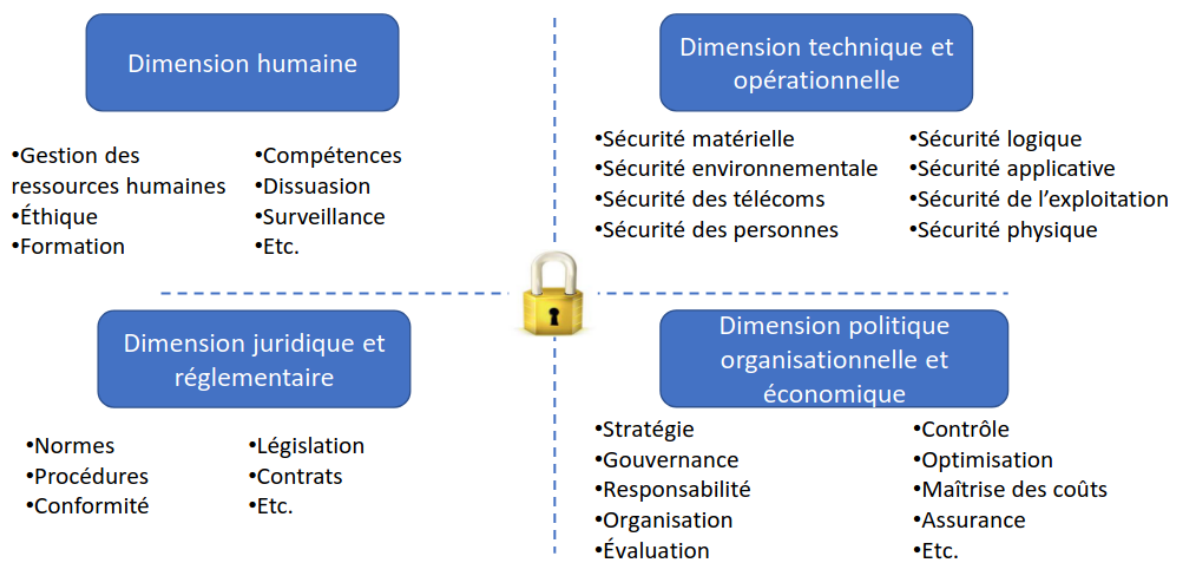 Dimension humaine
•Gestion des
ressources humaines
•Éthique
•Formation
•Compétences
•Dissuasion
•Surveillance
•Etc.
Dimension technique et
opérationnelle
•Sécurité matérielle
•Sécurité environnementale
•Sécurité des télécoms
•Sécurité des personnes
•Sécurité logique
•Sécurité applicative
•Sécurité de l’exploitation
•Sécurité physique
Dimension juridique et
réglementaire
•Normes
•Procédures
•Conformité
•Législation
•Contrats
•Etc.
Dimension politique
organisationnelle et
économique
•Stratégie
•Gouvernance
•Responsabilité
•Organisation
•Évaluation
•Contrôle
•Optimisation
•Maîtrise des coûts
•Assurance
•Etc.